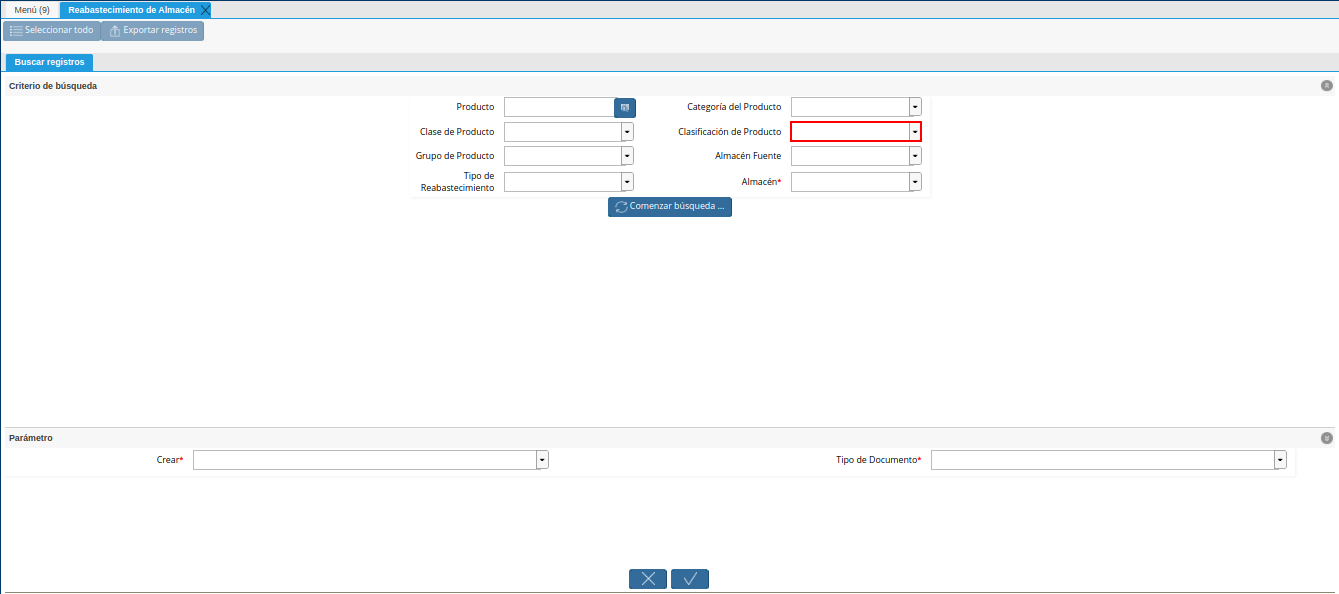 Menú (9) Reabastecimiento de Almacén
Seleccionar todo Exportar registros
Buscar registros
Criterio de búsqueda
Producto Categoría del Producto
Clase de Producto Clasificación de Producto
Grupo de Producto Almacén Fuente
Tipo de
Reabastecimiento Almacén*
Comenzar búsqueda ...
Parámetro
Crear* Tipo de Documento*